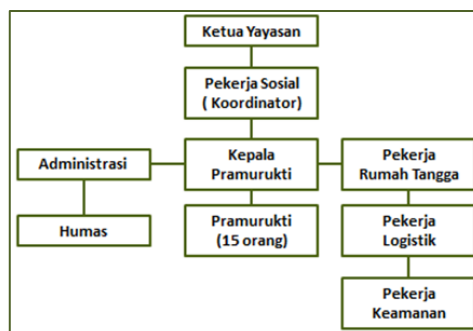 Ketua Yayasan
Pekerja Sosial
( Koordinator)
Administrasi
Kepala
Pramurukti
Pekerja
Rumah Tangga
Humas
Pramurukti
(15 orang)
Pekerja
Logistik
Pekerja
Keamanan